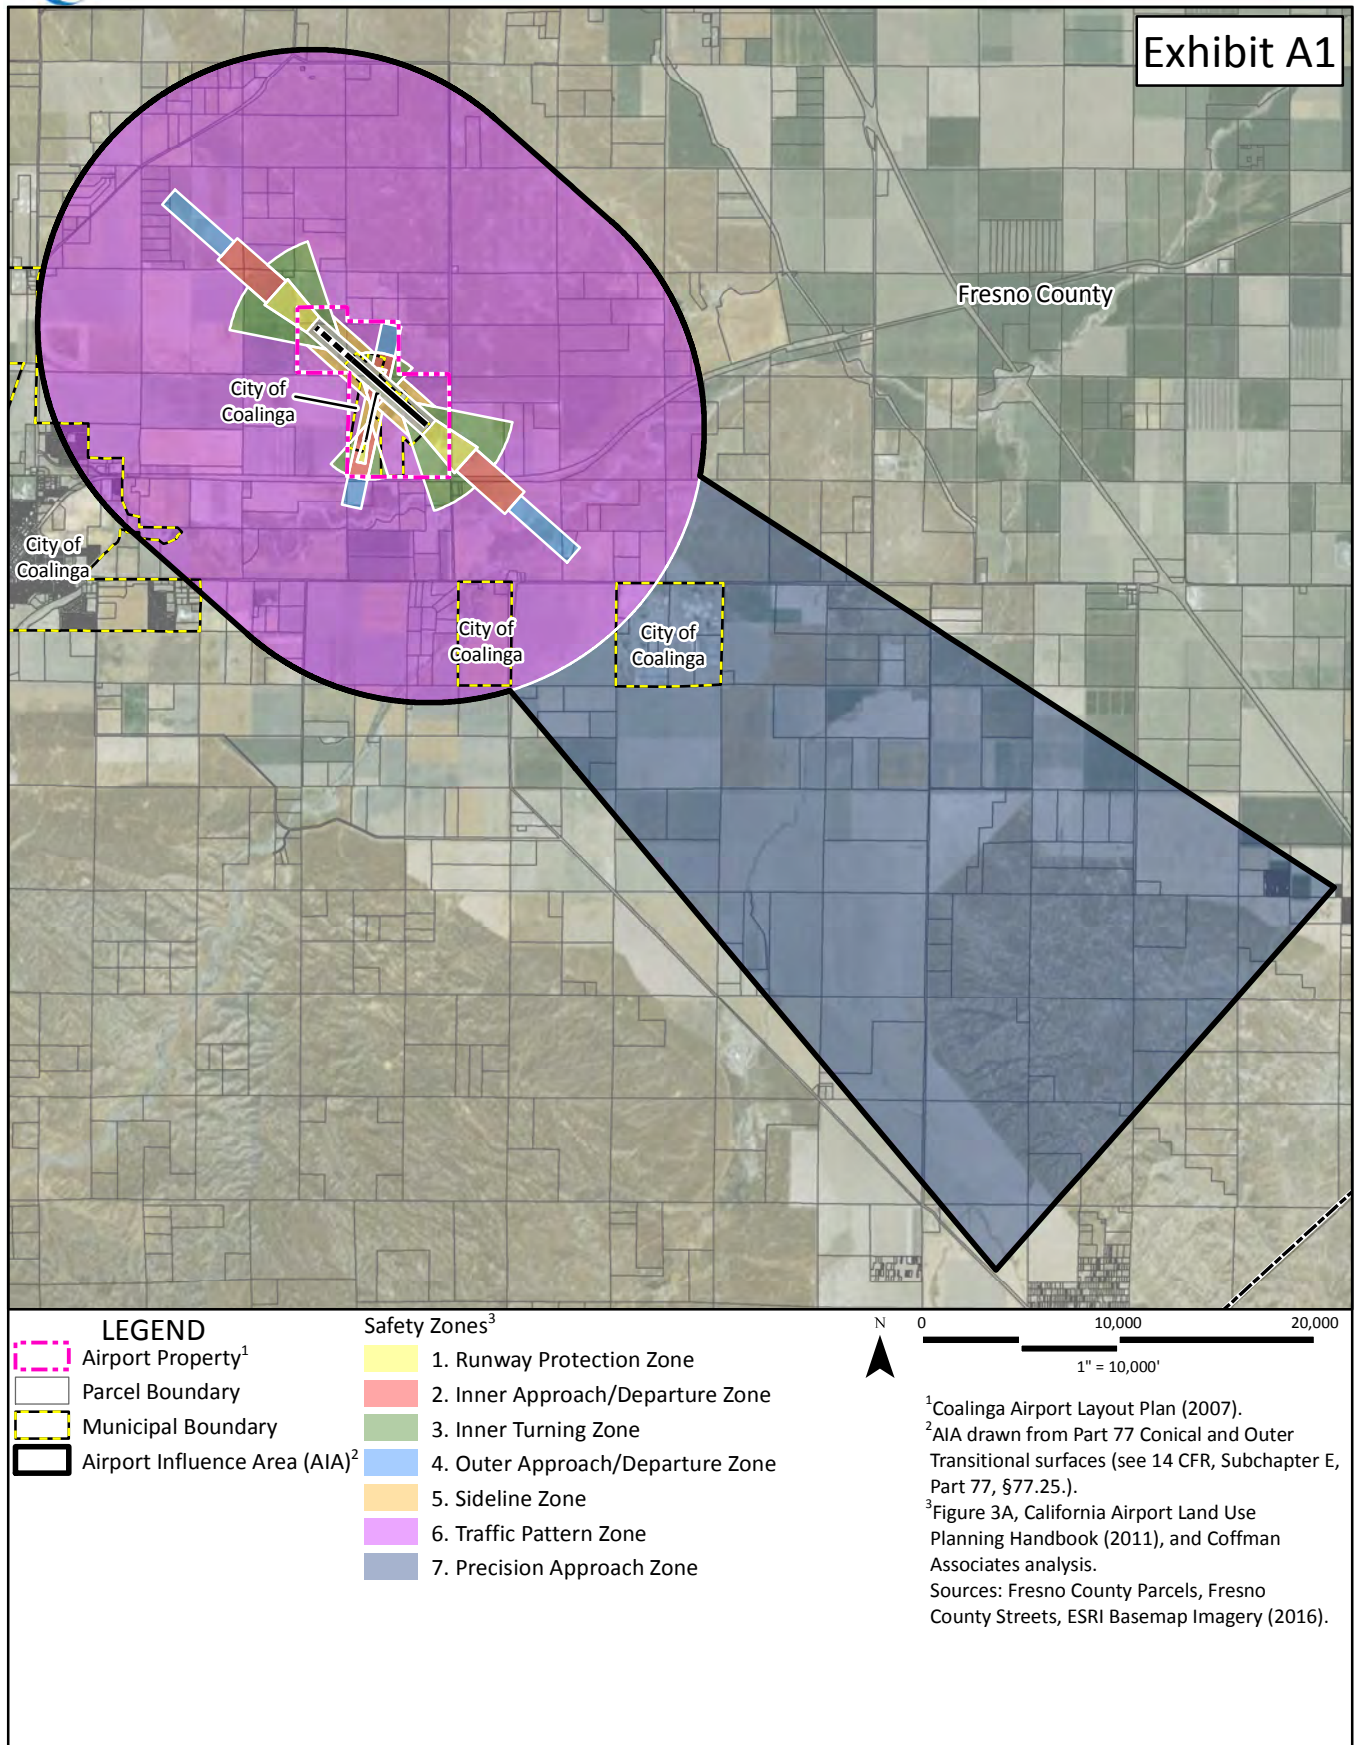 Exhibit A1
Fresno County
City of
Coalinga
City of
Coalinga
City of
Coalinga
City of
Coalinga
LEGEND
Airport Property¹
Parcel Boundary
Municipal Boundary
Airport Influence Area (AIA)²
Safety Zones³
1. Runway Protection Zone
2. Inner Approach/Departure Zone
3. Inner Turning Zone
4. Outer Approach/Departure Zone
5. Sideline Zone
6. Traffic Pattern Zone
7. Precision Approach Zone
N
0 10,000 20,000
1" = 10,000'
¹Coalinga Airport Layout Plan (2007).
²AIA drawn from Part 77 Conical and Outer
Transitional surfaces (see 14 CFR, Subchapter E,
Part 77, §77.25.).
³Figure 3A, California Airport Land Use
Planning Handbook (2011), and Coffman
Associates analysis.
Sources: Fresno County Parcels, Fresno
County Streets, ESRI Basemap Imagery (2016).